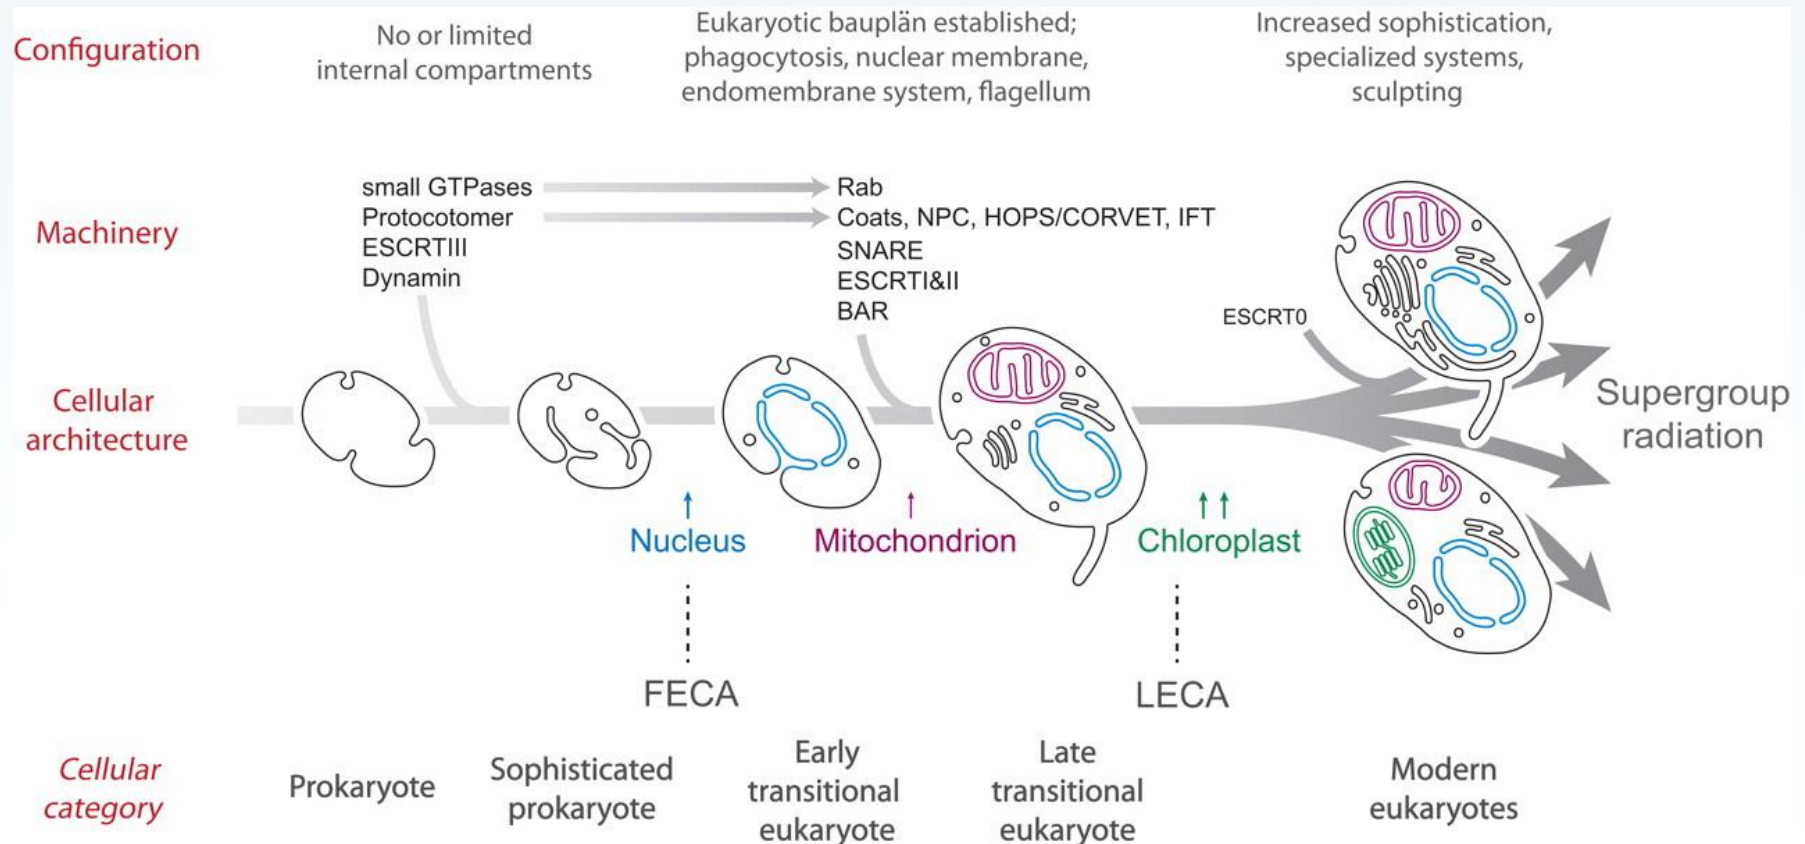 Configuration
No or limited
internal compartments
Eukaryotic bauplän established;
phagocytosis, nuclear membrane,
endomembrane system, flagellum
Increased sophistication,
specialized systems,
sculpting
Machinery
small GTPases
Protocotomer
ESCRTIII
Dynamin
Rab
Coats, NPC, HOPS/CORVET, IFT
SNARE
ESCRTI&II
BAR
ESCRT0
Cellular
architecture
Supergroup
radiation
Nucleus
Mitochondrion
Chloroplast
FECA
LECA
Cellular
category
Prokaryote
Sophisticated
prokaryote
Early
transitional
eukaryote
Late
transitional
eukaryote
Modern
eukaryotes